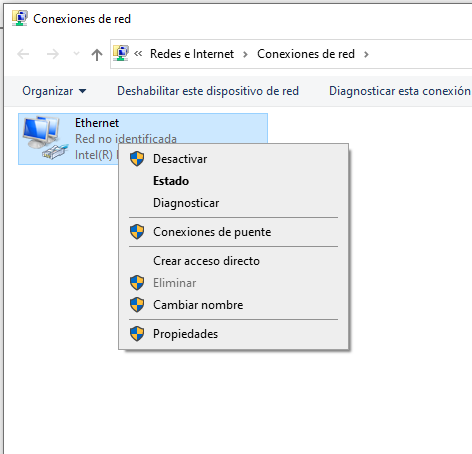 Conexiones de red
Redes e Internet
Conexiones de red
Organizar
Deshabilitar este dispositivo de red
Diagnosticar esta conexión
Ethernet
Red no identificada
Intel(R)
Desactivar
Estado
Diagnosticar
Conexiones de puente
Crear acceso directo
Eliminar
Cambiar nombre
Propiedades